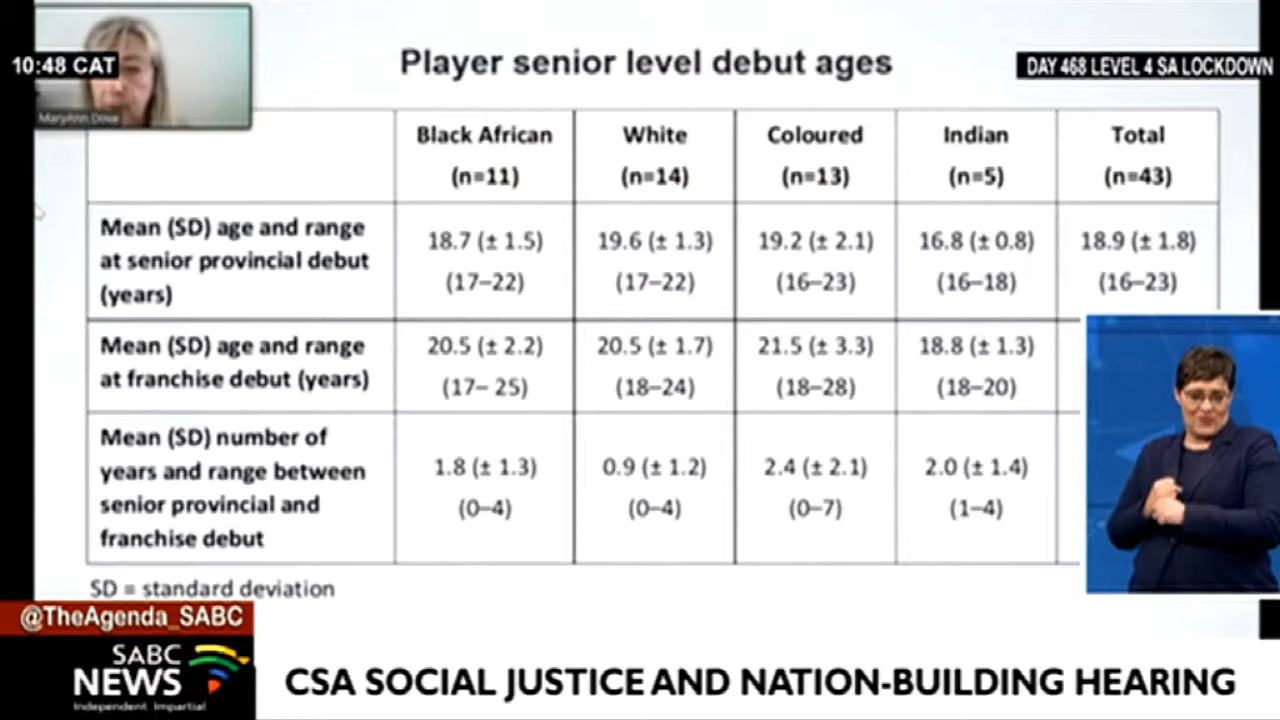 10:48 CAT
MaryAnn Dove
Player senior level debut ages
DAY 468 LEVEL 4 SA LOCKDOWN
Black African White Coloured Indian Total
(n=11) (n=14) (n=13) (n=5) (n=43)
Mean (SD) age and range
at senior provincial debut
(years)
18.7 (± 1.5) 19.6 (± 1.3) 19.2 (± 2.1) 16.8 (± 0.8) 18.9 (± 1.8)
(17–22) (17–22) (16–23) (16–18) (16–23)
Mean (SD) age and range
at franchise debut (years)
20.5 (± 2.2) 20.5 (± 1.7) 21.5 (± 3.3) 18.8 (± 1.3)
(17– 25) (18–24) (18–28) (18–20)
Mean (SD) number of
years and range between
senior provincial and
franchise debut
1.8 (± 1.3) 0.9 (± 1.2) 2.4 (± 2.1) 2.0 (± 1.4)
(0–4) (0–4) (0–7) (1–4)
SD = standard deviation
@TheAgenda_SABC
SABC
NEWS
Independent Impartial
CSA SOCIAL JUSTICE AND NATION-BUILDING HEARING